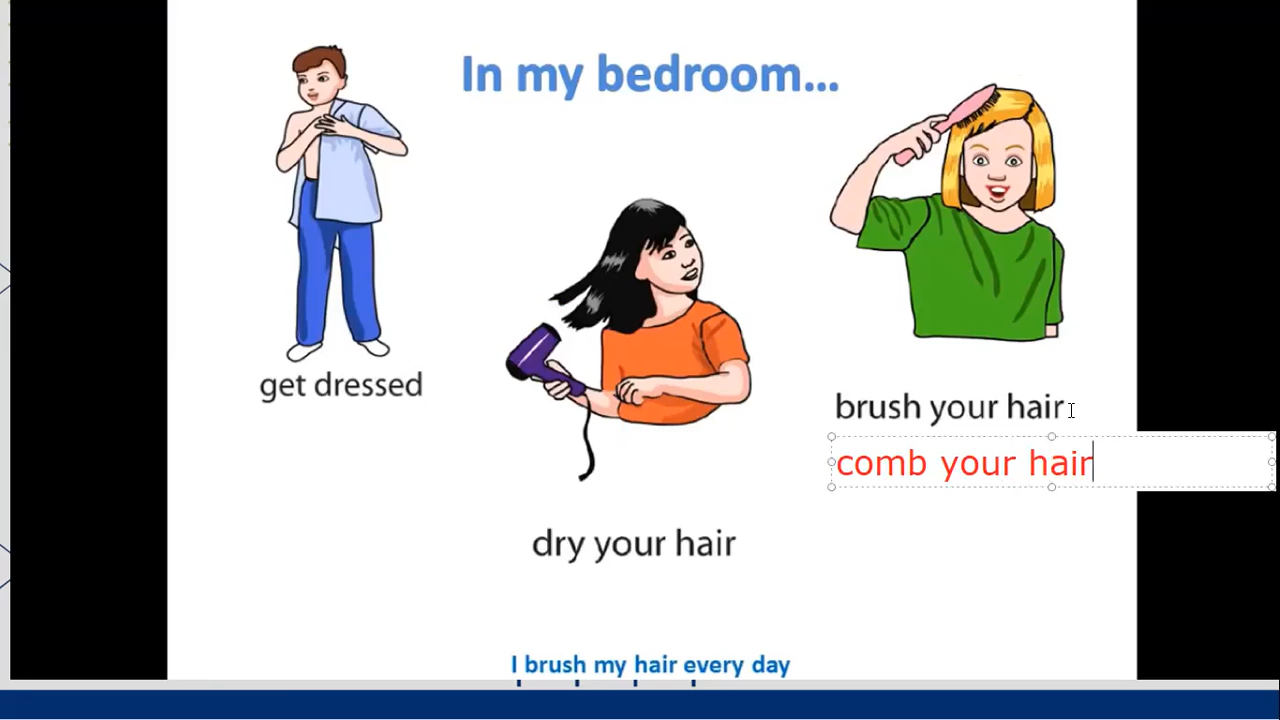 In my bedroom...
get dressed
brush your hair
comb your hair
dry your hair
I brush my hair every day